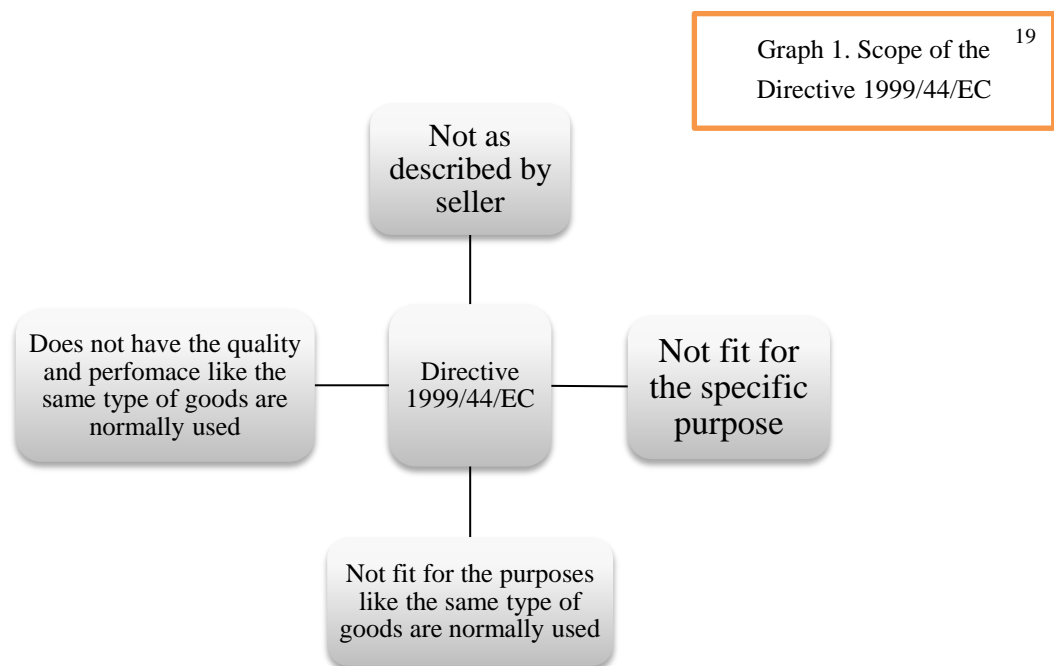 19
Graph 1. Scope of the
Directive 1999/44/EC
Not as
described by
seller
Does not have the quality
and perfomace like the
same type of goods are
normally used
Directive
1999/44/EC
Not fit for
the specific
purpose
Not fit for the purposes
like the same type of
goods are normally used